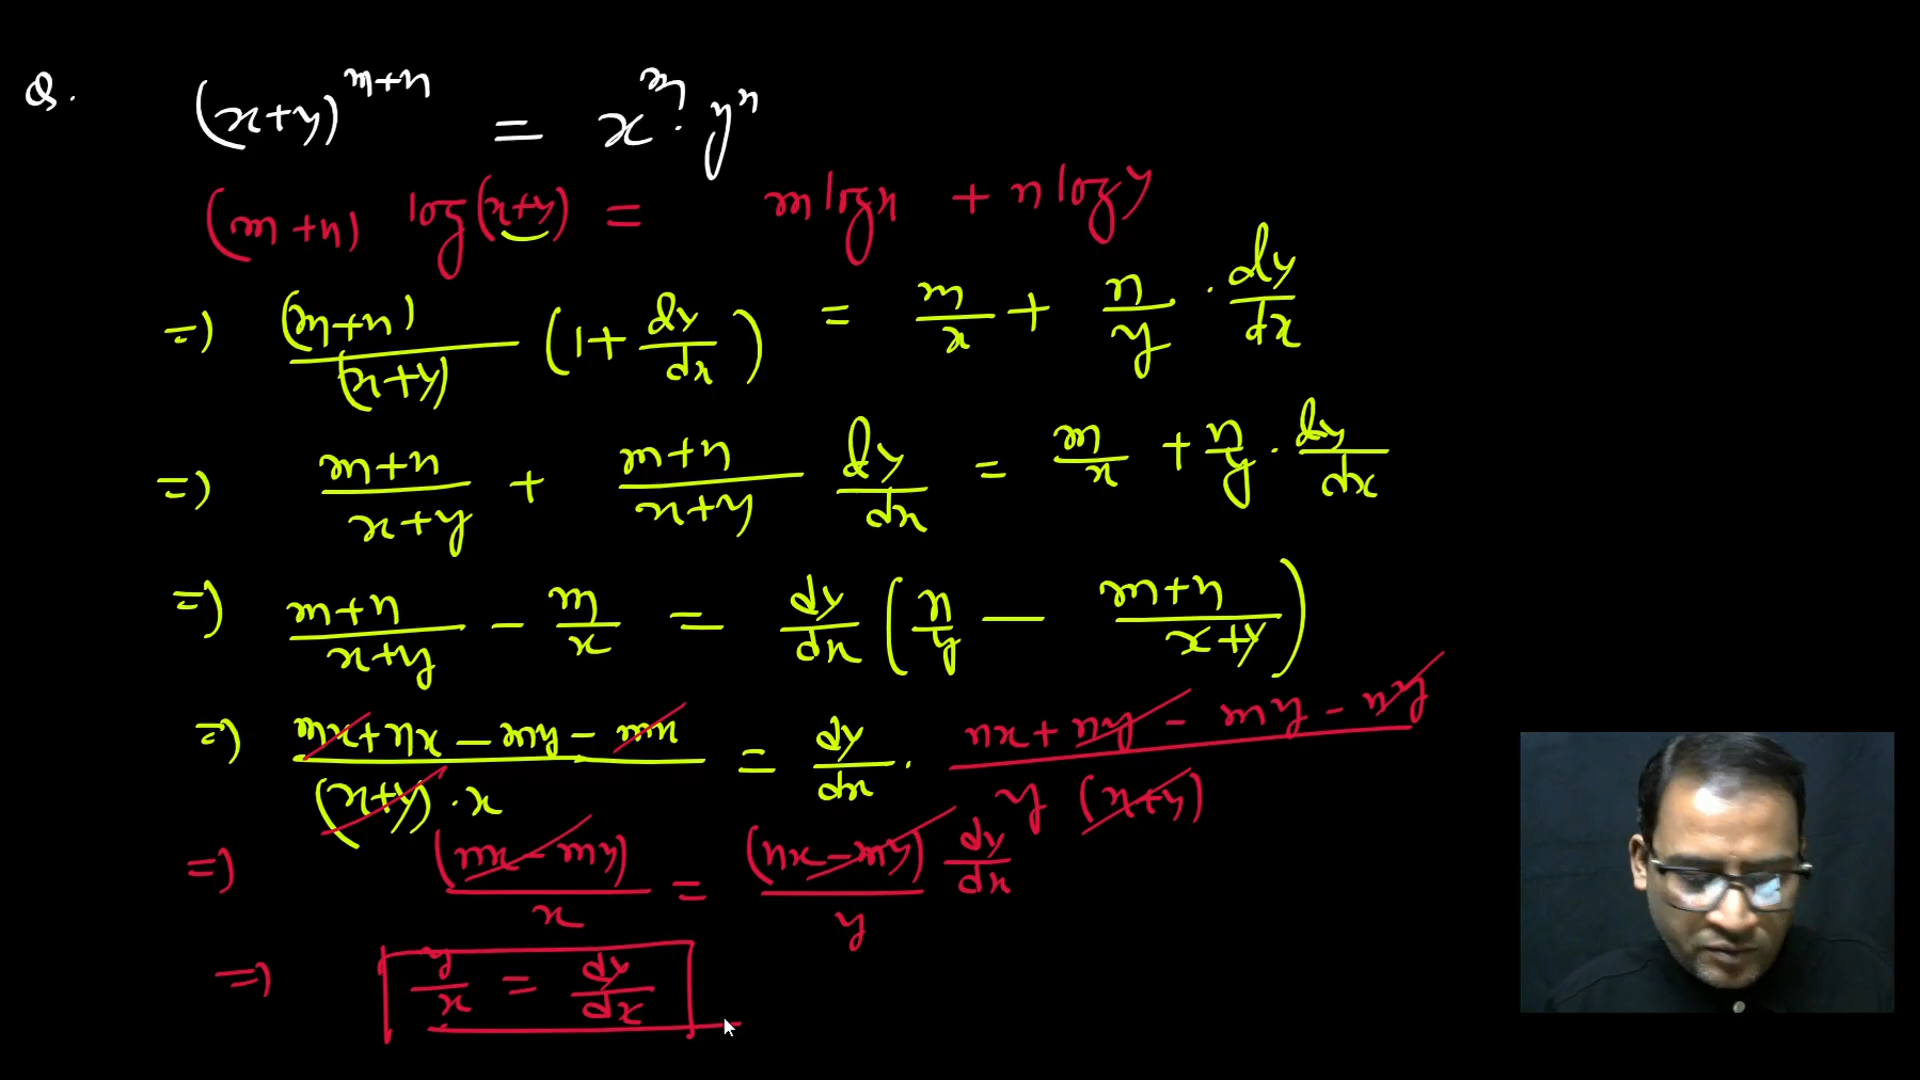 Q. (x+y)^{m+n} = x^m · y^n
(m+n) log(x+y) = m log x + n log y
⇒ (m+n)/(x+y) (1 + dy/dx) = m/x + n/y · dy/dx
⇒ m+n/x+y + m+n/x+y dy/dx = m/x + n/y · dy/dx
⇒ m+n/x+y − m/x = dy/dx (n/y − m+n/x+y)
⇒ mx+nx−my−mx/(x+y)·x = dy/dx · nx+ny−my−ny/y(x+y)
⇒ (nx−my)/x = (nx−my)/y dy/dx
⇒ y/x = dy/dx